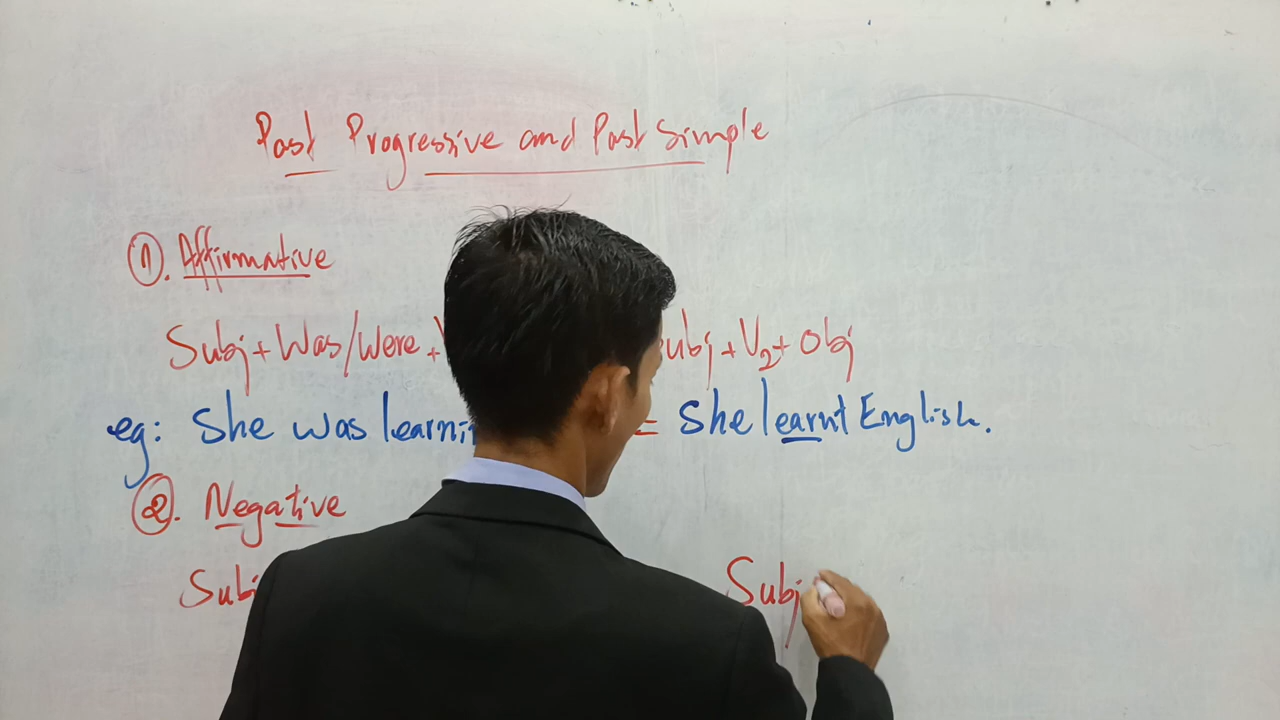 Past Progressive and Past Simple
①. Affirmative
Subj + Was/Were + ubj + V2 + Obj
eg: She was learni = She learnt English.
②. Negative
Subj Subj